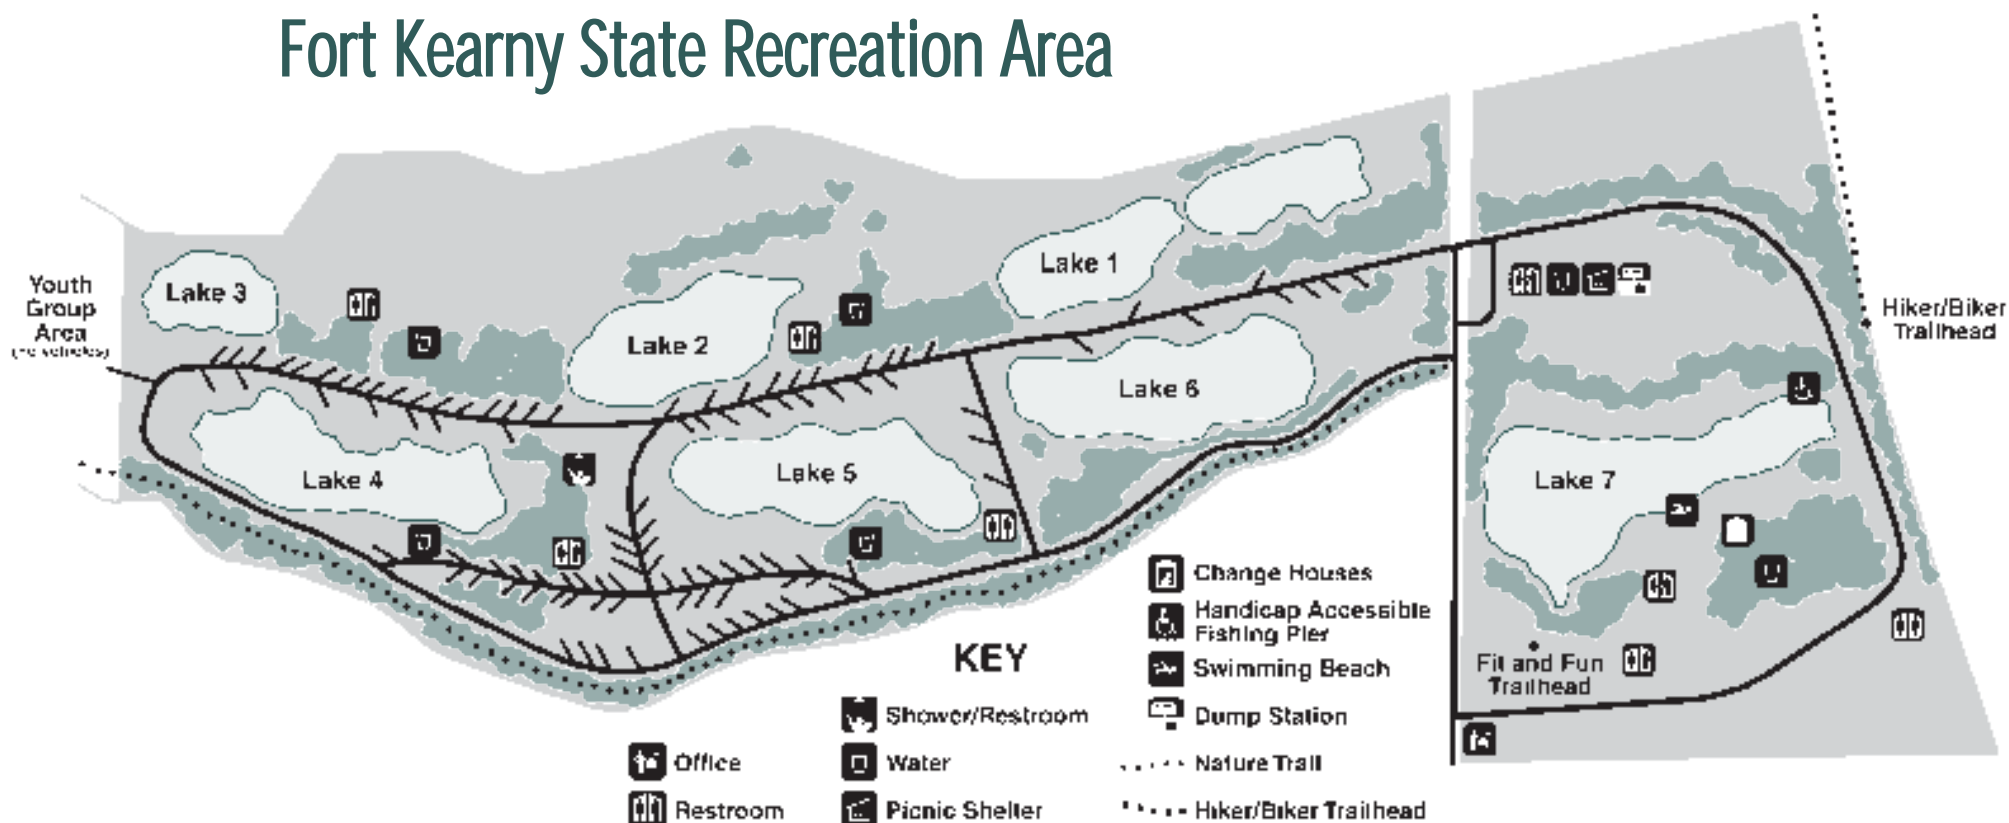 Fort Kearny State Recreation Area
Lake 1
Lake 3
Youth
Group
Area
(no vehicles)
Lake 2
Hiker/Biker
Trailhead
Lake 6
Lake 4
Lake 5
Lake 7
Fit and Fun
Trailhead
KEY
Change Houses
Handicap Accessible
Fishing Pier
Swimming Beach
Shower/Restroom
Dump Station
Office
Water
Nature Trail
Restroom
Picnic Shelter
Hiker/Biker Trailhead